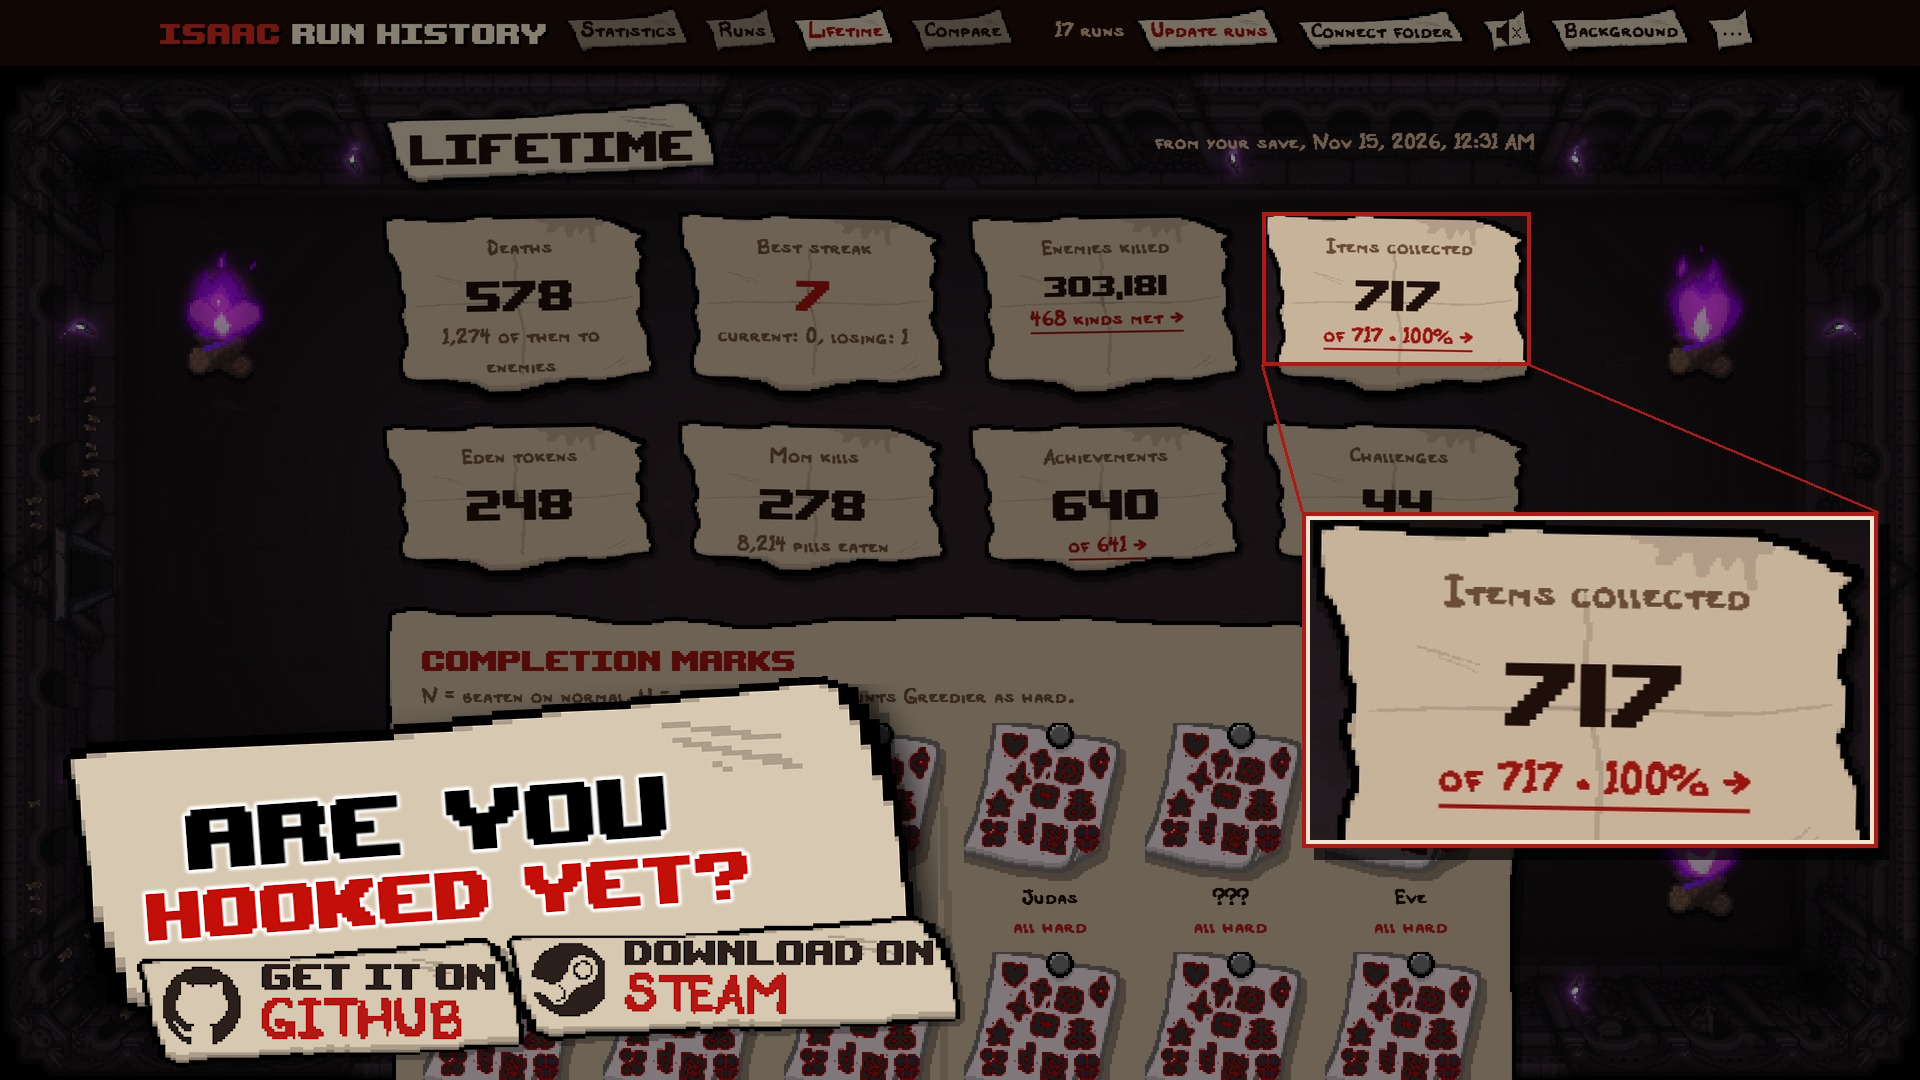 ISAAC RUN HISTORY
Statistics
Runs
Lifetime
Compare
17 runs
Update runs
Connect folder
Background
...
LIFETIME
from your save, Nov 15, 2026, 12:31 AM
Deaths
578
1,274 of them to
enemies
Best streak
7
current: 0, losing: 1
Enemies killed
303,181
468 kinds met →
Items collected
717
of 717 · 100% →
Eden tokens
248
Mom kills
278
8,214 pills eaten
Achievements
640
of 641 →
Challenges
44
Items collected
717
of 717 · 100% →
COMPLETION MARKS
N = beaten on normal, Greedier as hard.
Judas
all hard
???
all hard
Eve
all hard
ARE YOU
HOOKED YET?
GET IT ON
GITHUB
DOWNLOAD ON
STEAM